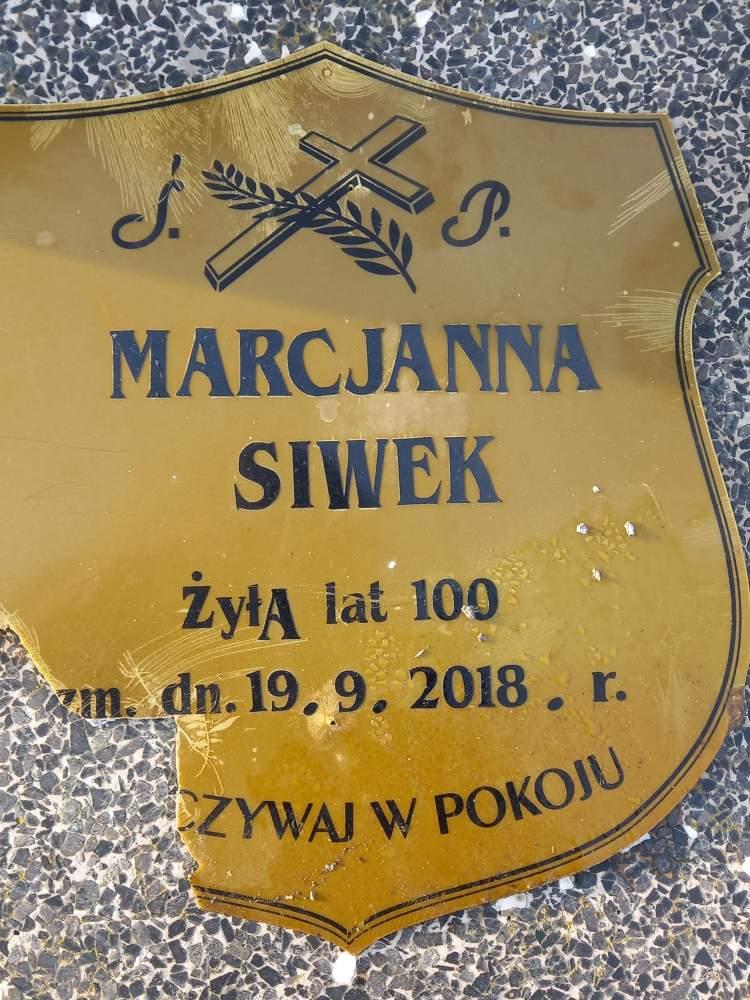 Ś. P.
MARCJANNA
SIWEK
ŻyłA lat 100
zm. dn. 19.9.2018. r.
CZYWAJ W POKOJU